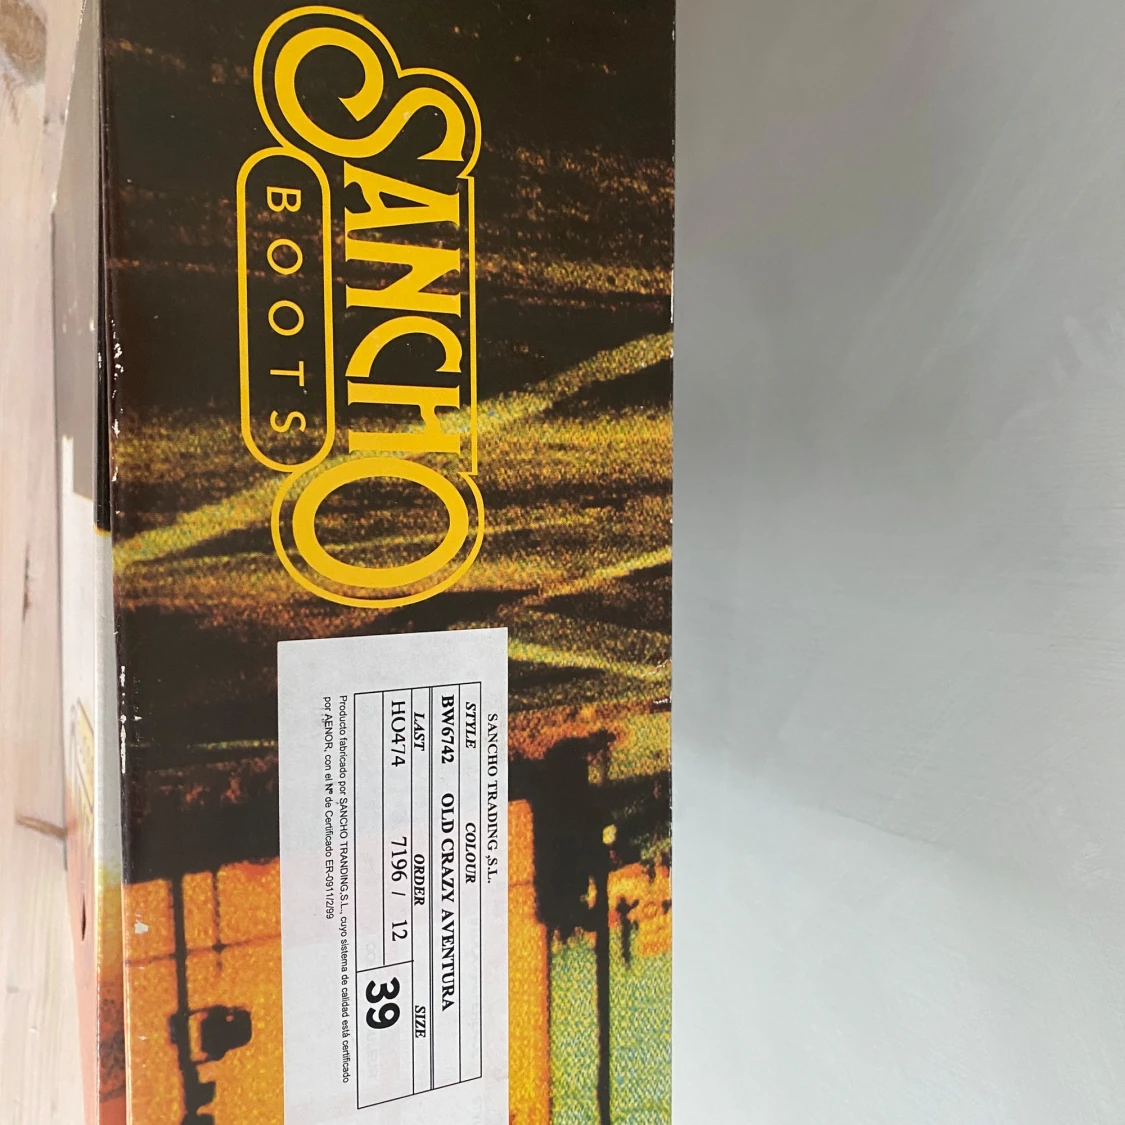 SANCHO
BOOTS
SANCHO TRADING ,S.L.
STYLE COLOUR
BW6742 OLD CRAZY AVENTURA
LAST ORDER SIZE
HO474 7196 / 12 39
Producto fabricado por SANCHO TRANDING,S.L., cuyo sistema de calidad está certificado
por AENOR, con el Nº de Certificado ER-0911/2/99